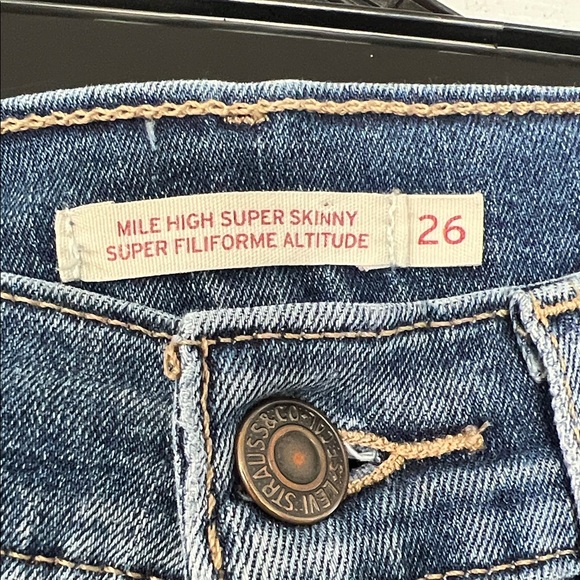 MILE HIGH SUPER SKINNY
SUPER FILIFORME ALTITUDE
26
LEVI STRAUSS & CO.